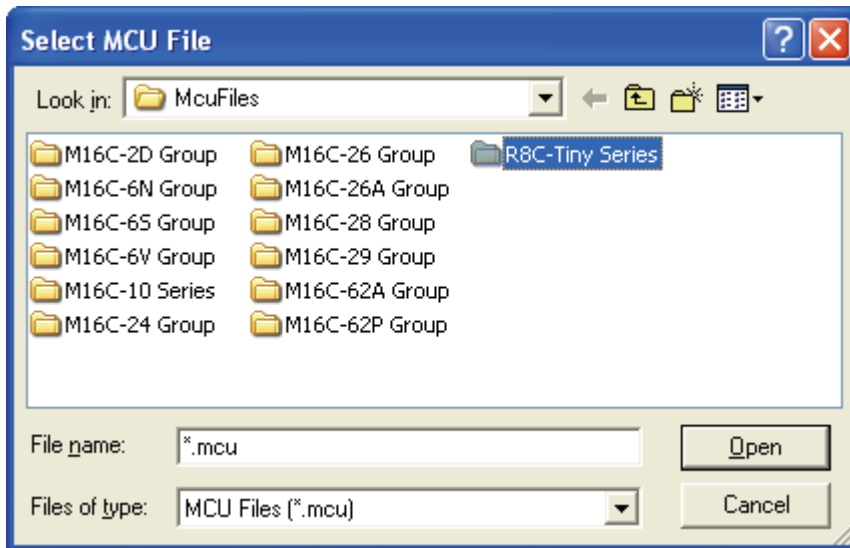 Select MCU File
Look in: McuFiles
M16C-2D Group M16C-26 Group R8C-Tiny Series
M16C-6N Group M16C-26A Group
M16C-6S Group M16C-28 Group
M16C-6V Group M16C-29 Group
M16C-10 Series M16C-62A Group
M16C-24 Group M16C-62P Group
File name: *.mcu Open
Files of type: MCU Files (*.mcu) Cancel